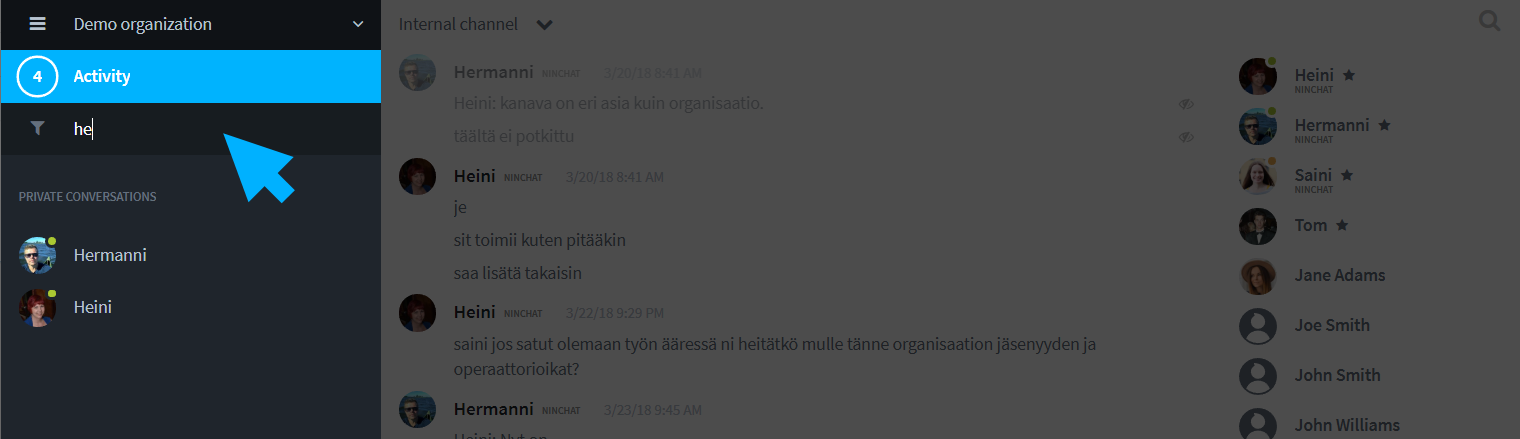 Demo organization
4 Activity
he
PRIVATE CONVERSATIONS
Hermanni
Heini
Internal channel
Hermanni NINCHAT 3/20/18 8:41 AM
Heini: kanava on eri asia kuin organisaatio.
täältä ei potkittu
Heini NINCHAT 3/20/18 8:41 AM
je
sit toimii kuten pitääkin
saa lisätä takaisin
Heini NINCHAT 3/22/18 9:29 PM
saini jos satut olemaan työn ääressä ni heitätkö mulle tänne organisaation jäsenyyden ja
operaattorioikat?
Hermanni NINCHAT 3/23/18 9:45 AM
Heini: Nyt on
Heini
NINCHAT
Hermanni
NINCHAT
Saini
NINCHAT
Tom
Jane Adams
Joe Smith
John Smith
John Williams